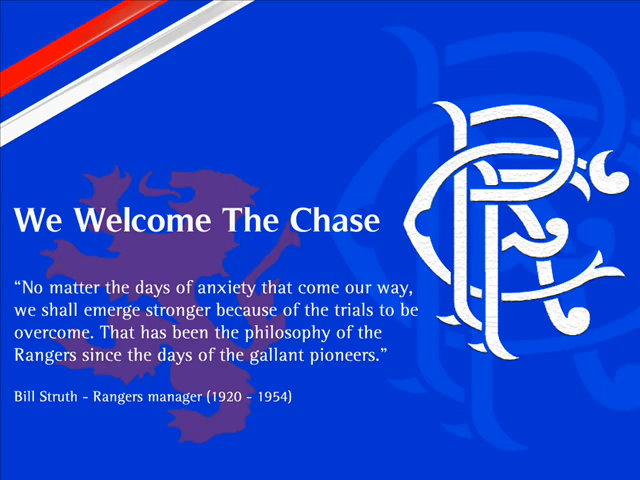 We Welcome The Chase
“No matter the days of anxiety that come our way,
we shall emerge stronger because of the trials to be
overcome. That has been the philosophy of the
Rangers since the days of the gallant pioneers.”
Bill Struth - Rangers manager (1920 - 1954)
RFC